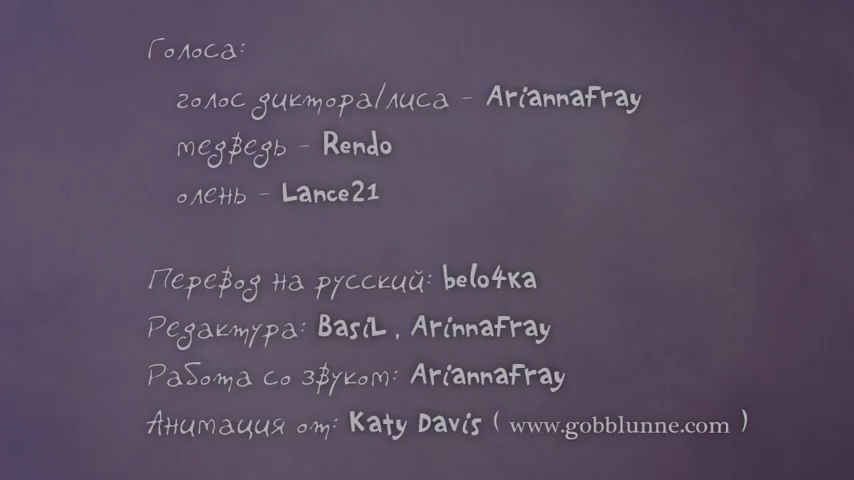 Голоса:
голос диктора/лиса - AriannaFray
медведь - Rendo
олень - Lance21
Перевод на русский: belo4ka
Редактура: BasiL , ArinnaFray
Работа со звуком: AriannaFray
Анимация от: Katy Davis ( www.gobblunne.com )